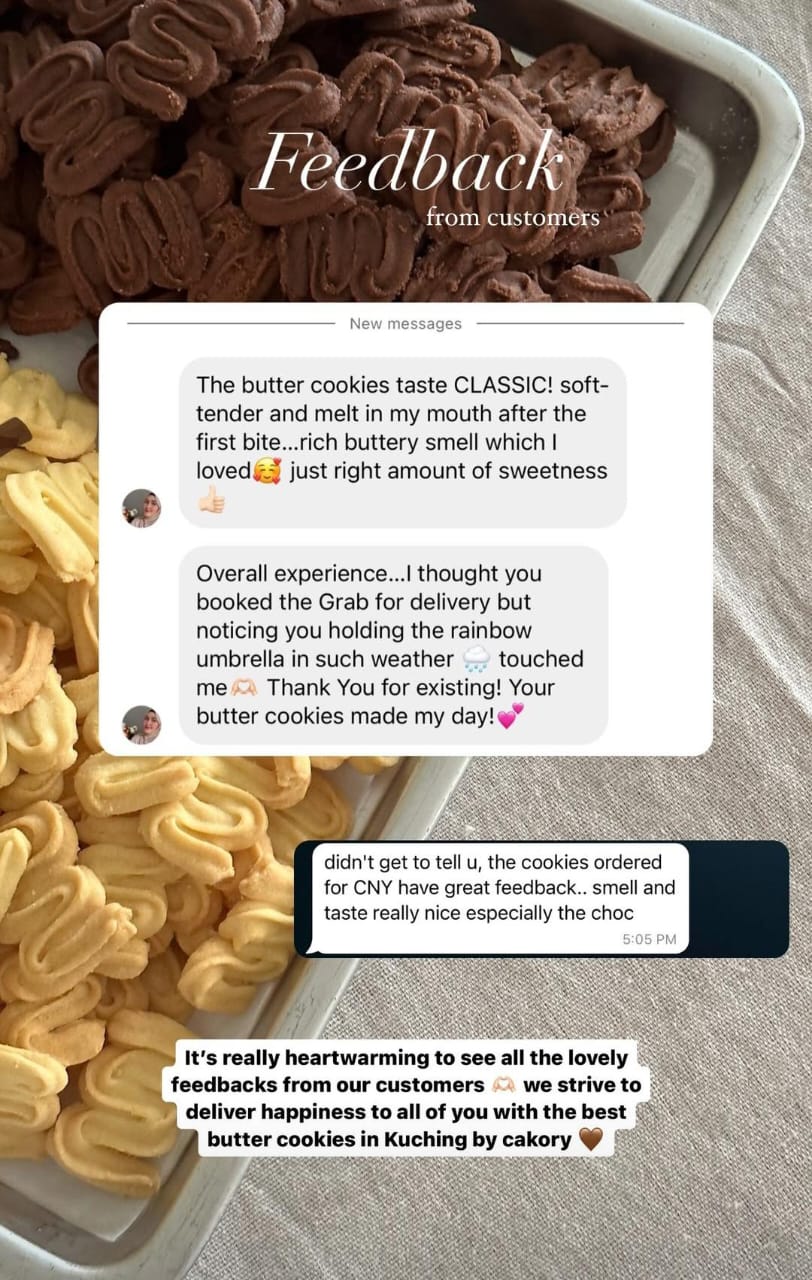 Feedback
from customers
New messages
The butter cookies taste CLASSIC! soft-
tender and melt in my mouth after the
first bite...rich buttery smell which I
loved🥰 just right amount of sweetness
👍🏻
Overall experience...I thought you
booked the Grab for delivery but
noticing you holding the rainbow
umbrella in such weather 🌧️ touched
me🫶🏻 Thank You for existing! Your
butter cookies made my day!💕
didn't get to tell u, the cookies ordered
for CNY have great feedback.. smell and
taste really nice especially the choc
5:05 PM
It's really heartwarming to see all the lovely
feedbacks from our customers 🫶🏻 we strive to
deliver happiness to all of you with the best
butter cookies in Kuching by cakory 🤎